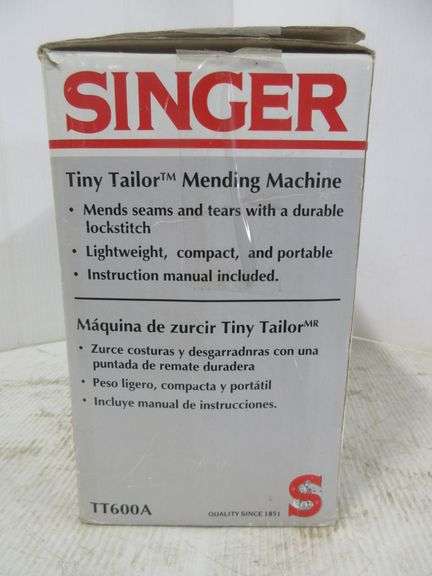 SINGER
Tiny Tailor™ Mending Machine
• Mends seams and tears with a durable
lockstitch
• Lightweight, compact, and portable
• Instruction manual included.
Máquina de zurcir Tiny Tailor MR
• Zurce costuras y desgarradnras con una
puntada de remate duradera
• Peso ligero, compacta y portátil
• Incluye manual de instrucciones.
TT600A
QUALITY SINCE 1851
S